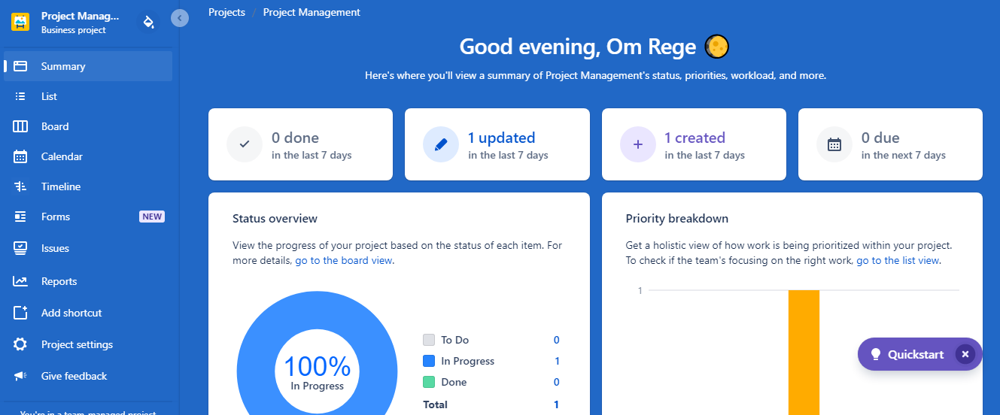 Project Manag...
Business project
Summary
List
Board
Calendar
Timeline
Forms NEW
Issues
Reports
Add shortcut
Project settings
Give feedback
You're in a team-managed project
Projects / Project Management
Good evening, Om Rege
Here's where you'll view a summary of Project Management's status, priorities, workload, and more.
0 done
in the last 7 days
1 updated
in the last 7 days
1 created
in the last 7 days
0 due
in the next 7 days
Status overview
View the progress of your project based on the status of each item. For
more details, go to the board view.
100%
In Progress
To Do 0
In Progress 1
Done 0
Total 1
Priority breakdown
Get a holistic view of how work is being prioritized within your project.
To check if the team's focusing on the right work, go to the list view.
1
Quickstart